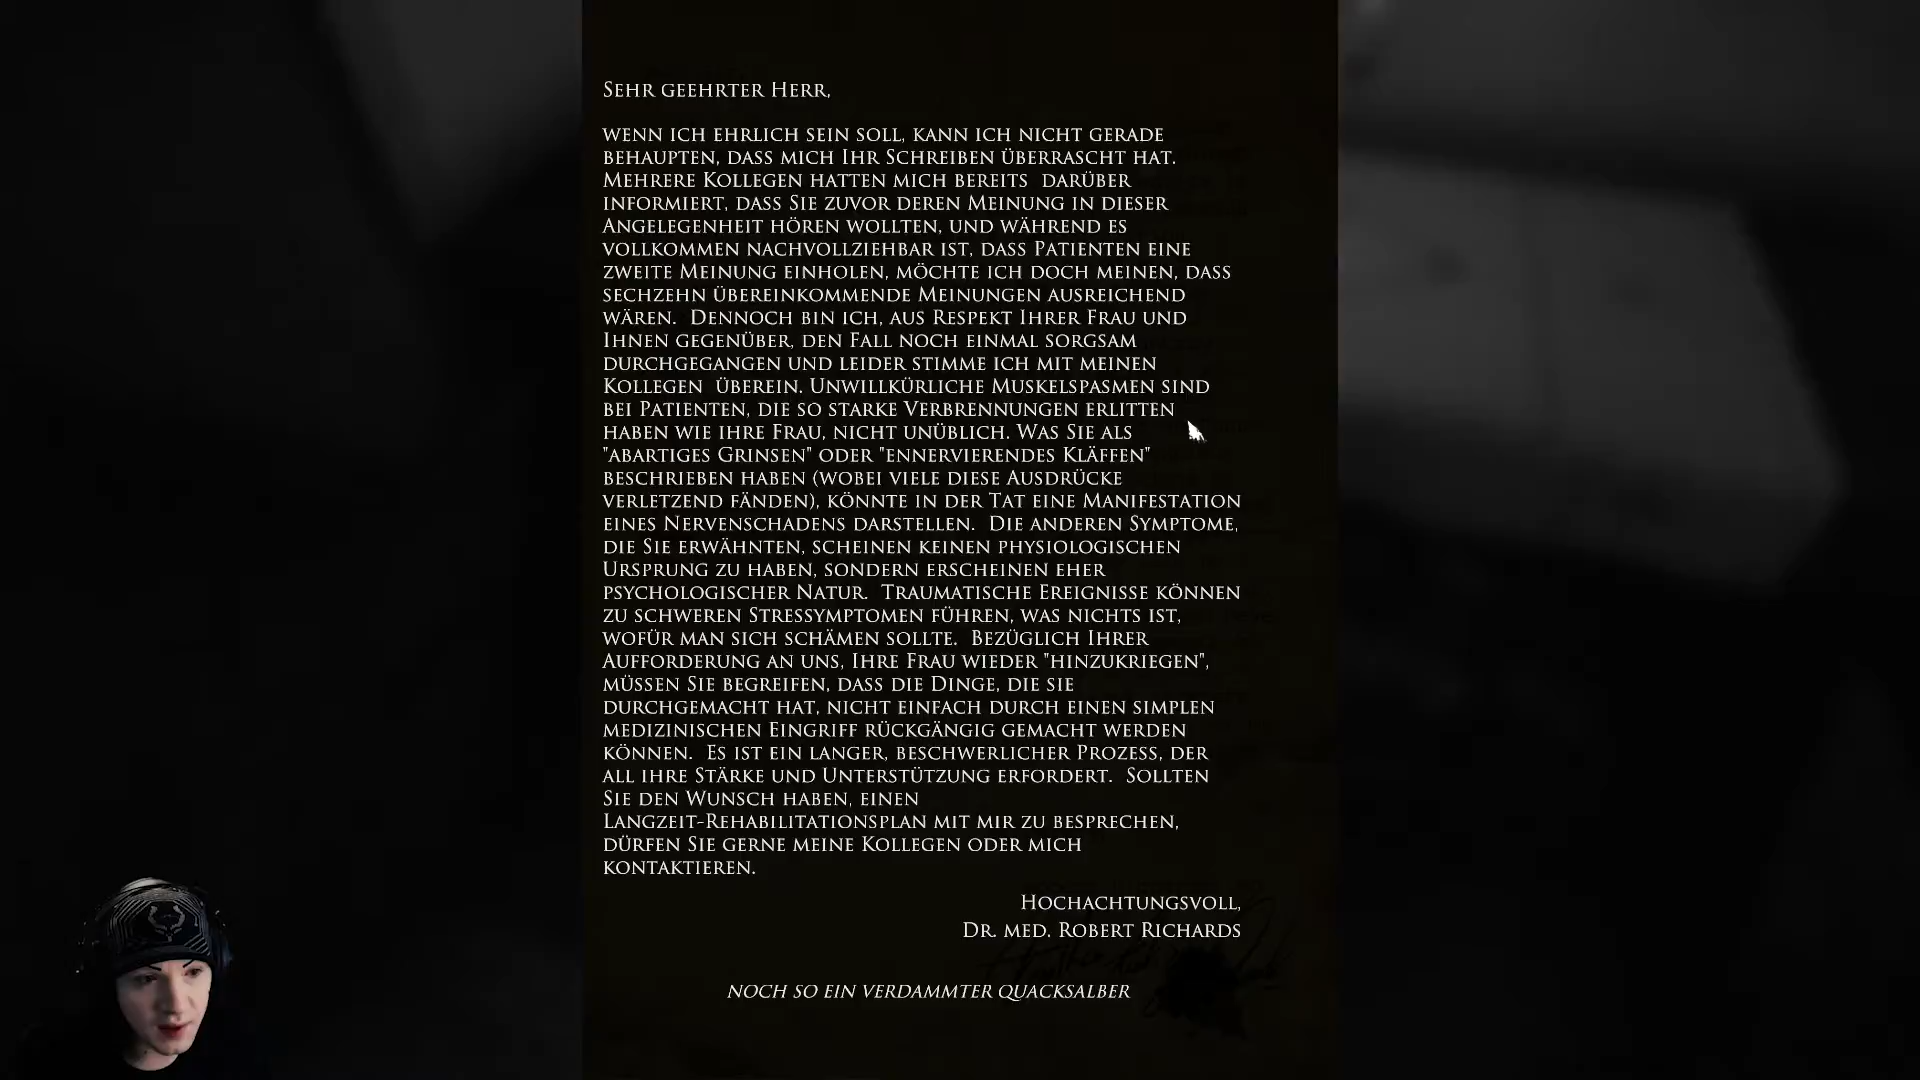 Sehr geehrter Herr,
wenn ich ehrlich sein soll, kann ich nicht gerade
behaupten, dass mich Ihr Schreiben überrascht hat.
Mehrere Kollegen hatten mich bereits  darüber
informiert, dass Sie zuvor deren Meinung in dieser
Angelegenheit hören wollten, und während es
vollkommen nachvollziehbar ist, dass Patienten eine
zweite Meinung einholen, möchte ich doch meinen, dass
sechzehn übereinkommende Meinungen ausreichend
wären.  Dennoch bin ich, aus Respekt Ihrer Frau und
Ihnen gegenüber, den Fall noch einmal sorgsam
durchgegangen und leider stimme ich mit meinen
Kollegen  überein. Unwillkürliche Muskelspasmen sind
bei Patienten, die so starke Verbrennungen erlitten
haben wie ihre Frau, nicht unüblich. Was Sie als
"abartiges Grinsen" oder "ennervierendes Kläffen"
beschrieben haben (wobei viele diese Ausdrücke
verletzend fänden), könnte in der Tat eine Manifestation
eines Nervenschadens darstellen.  Die anderen Symptome,
die Sie erwähnten, scheinen keinen physiologischen
Ursprung zu haben, sondern erscheinen eher
psychologischer Natur.  Traumatische Ereignisse können
zu schweren Stressymptomen führen, was nichts ist,
wofür man sich schämen sollte.  Bezüglich Ihrer
Aufforderung an uns, Ihre Frau wieder "hinzukriegen",
müssen Sie begreifen, dass die Dinge, die sie
durchgemacht hat, nicht einfach durch einen simplen
medizinischen Eingriff rückgängig gemacht werden
können.  Es ist ein langer, beschwerlicher Prozess, der
all ihre Stärke und Unterstützung erfordert.  Sollten
Sie den Wunsch haben, einen
Langzeit-Rehabilitationsplan mit mir zu besprechen,
dürfen Sie gerne meine Kollegen oder mich
kontaktieren.
Hochachtungsvoll,
Dr. med. Robert Richards
NOCH SO EIN VERDAMMTER QUACKSALBER